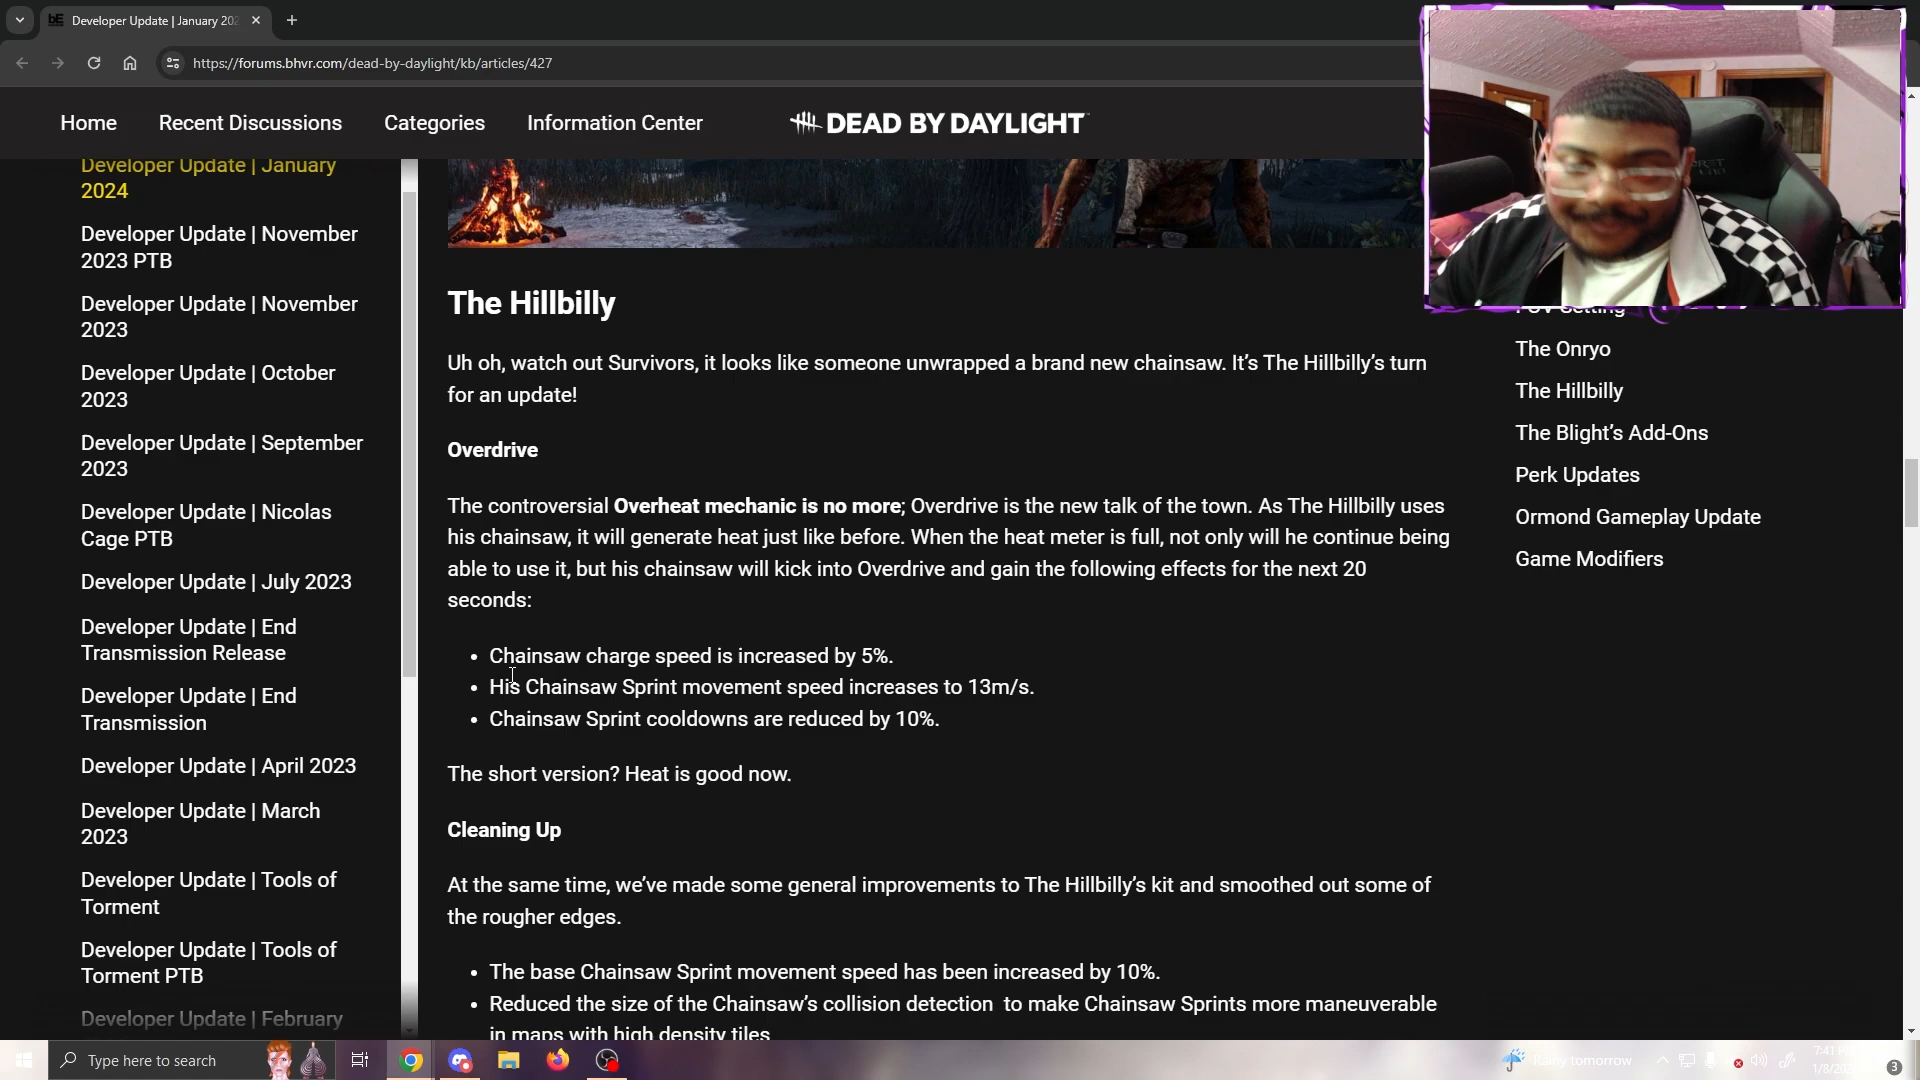 Developer Update | January 202
https://forums.bhvr.com/dead-by-daylight/kb/articles/427
Home
Recent Discussions
Categories
Information Center
DEAD BY DAYLIGHT
Developer Update | January
2024
Developer Update | November
2023 PTB
Developer Update | November
2023
Developer Update | October
2023
Developer Update | September
2023
Developer Update | Nicolas
Cage PTB
Developer Update | July 2023
Developer Update | End
Transmission Release
Developer Update | End
Transmission
Developer Update | April 2023
Developer Update | March
2023
Developer Update | Tools of
Torment
Developer Update | Tools of
Torment PTB
Developer Update | February
The Hillbilly
Uh oh, watch out Survivors, it looks like someone unwrapped a brand new chainsaw. It’s The Hillbilly’s turn
for an update!
Overdrive
The controversial Overheat mechanic is no more; Overdrive is the new talk of the town. As The Hillbilly uses
his chainsaw, it will generate heat just like before. When the heat meter is full, not only will he continue being
able to use it, but his chainsaw will kick into Overdrive and gain the following effects for the next 20
seconds:
• Chainsaw charge speed is increased by 5%.
• His Chainsaw Sprint movement speed increases to 13m/s.
• Chainsaw Sprint cooldowns are reduced by 10%.
The short version? Heat is good now.
Cleaning Up
At the same time, we’ve made some general improvements to The Hillbilly’s kit and smoothed out some of
the rougher edges.
• The base Chainsaw Sprint movement speed has been increased by 10%.
• Reduced the size of the Chainsaw’s collision detection to make Chainsaw Sprints more maneuverable
in maps with high density tiles
FOV Setting
The Onryo
The Hillbilly
The Blight’s Add-Ons
Perk Updates
Ormond Gameplay Update
Game Modifiers
Type here to search
Rainy tomorrow
7:41 P
1/8/20
3